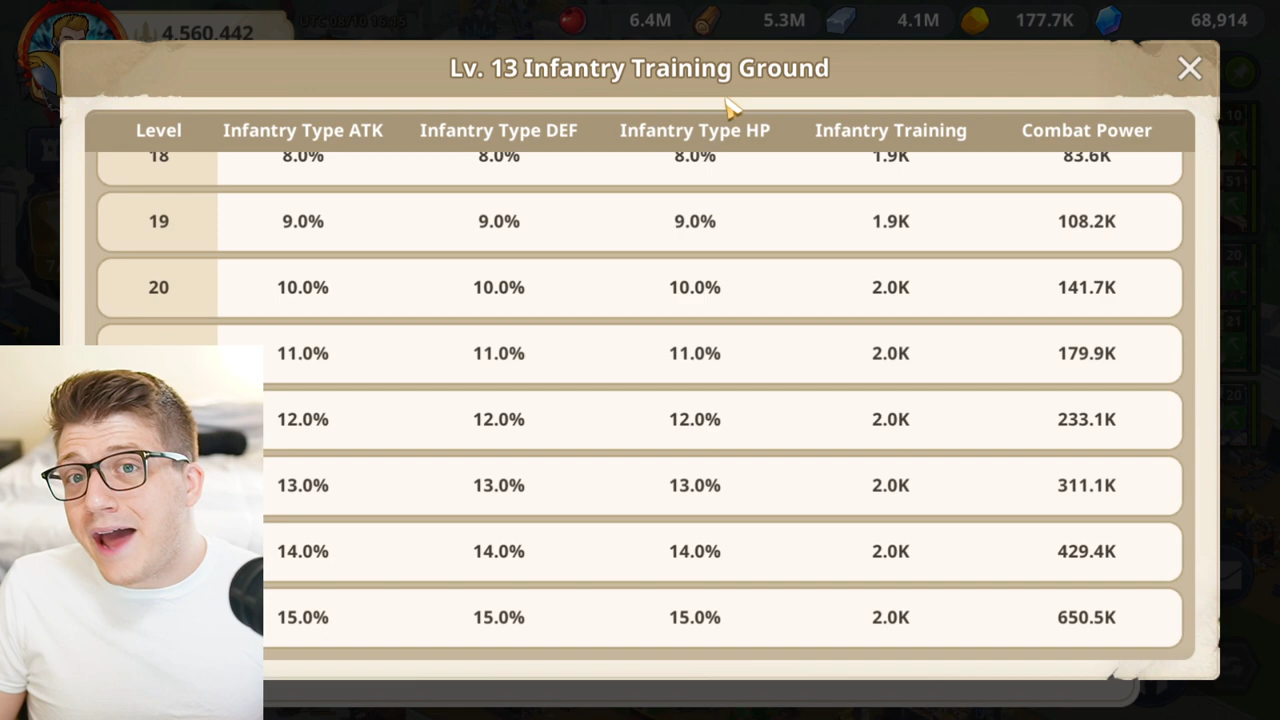 4,560,442 UTC 08/10 16:45 6.4M 5.3M 4.1M 177.7K 68,914
Lv. 13 Infantry Training Ground
Level Infantry Type ATK Infantry Type DEF Infantry Type HP Infantry Training Combat Power
18 8.0% 8.0% 8.0% 1.9K 83.6K
19 9.0% 9.0% 9.0% 1.9K 108.2K
20 10.0% 10.0% 10.0% 2.0K 141.7K
11.0% 11.0% 11.0% 2.0K 179.9K
12.0% 12.0% 12.0% 2.0K 233.1K
13.0% 13.0% 13.0% 2.0K 311.1K
14.0% 14.0% 14.0% 2.0K 429.4K
15.0% 15.0% 15.0% 2.0K 650.5K